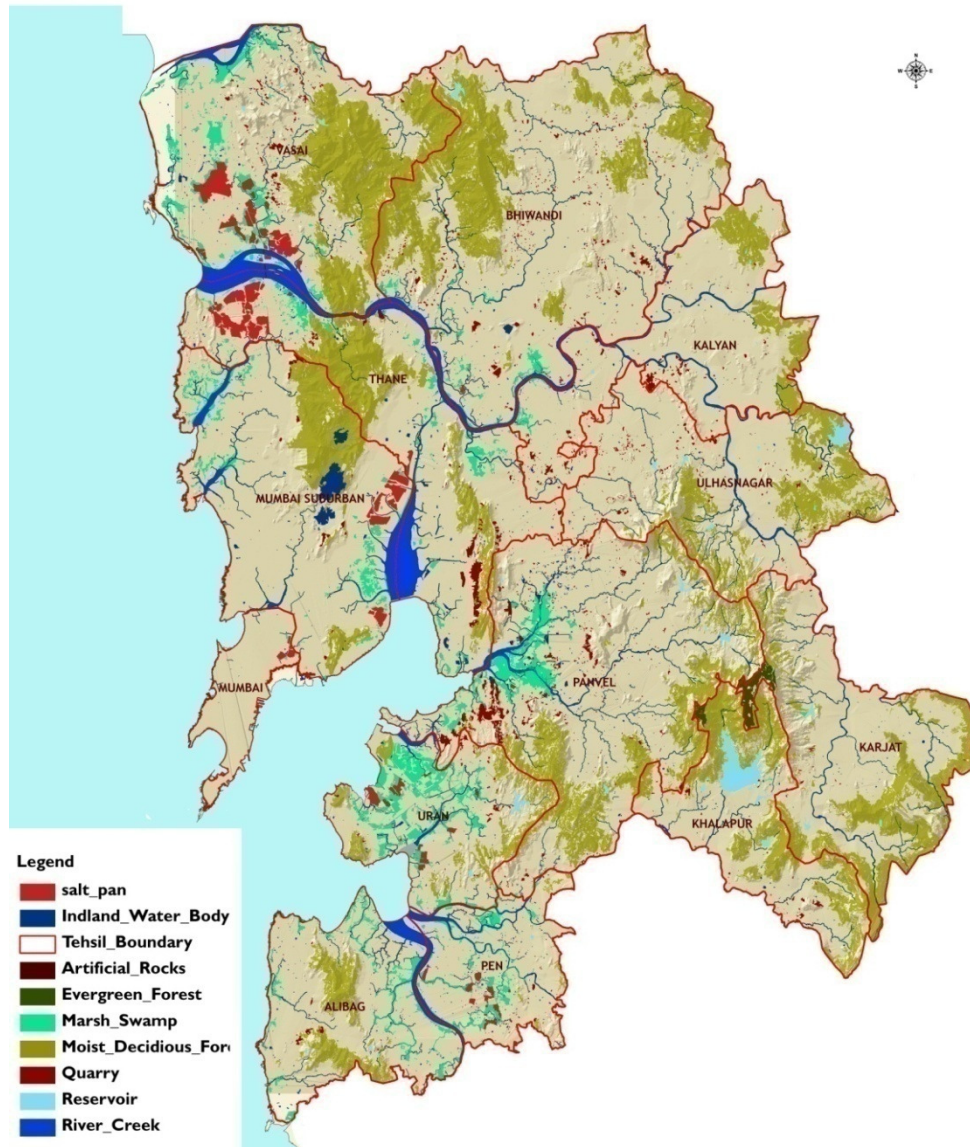 N
W E
S
VASAI
BHIWANDI
KALYAN
THANE
ULHASNAGAR
MUMBAI SUBURBAN
PANVEL
MUMBAI
KARJAT
URAN
KHALAPUR
PEN
ALIBAG
Legend
salt_pan
Indland_Water_Body
Tehsil_Boundary
Artificial_Rocks
Evergreen_Forest
Marsh_Swamp
Moist_Decidious_Fore
Quarry
Reservoir
River_Creek